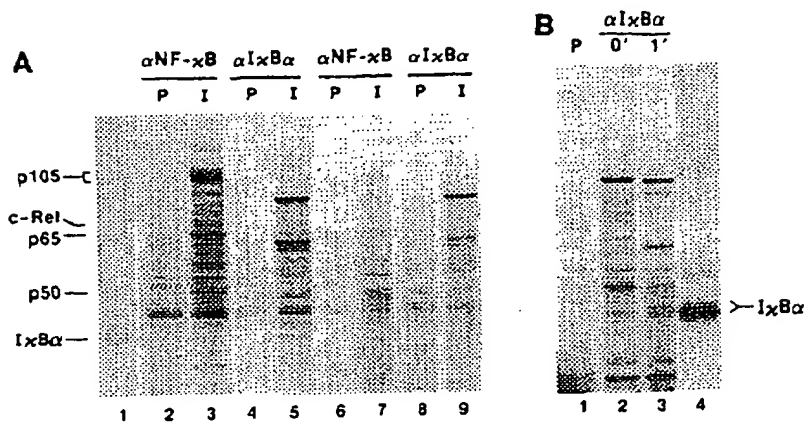 A
αNF-κB αIκBα αNF-κB αIκBα
P I P I P I P I
p105
c-Rel
p65
p50
IκBα
1 2 3 4 5 6 7 8 9
B
αIκBα
P 0' 1'
IκBα
1 2 3 4